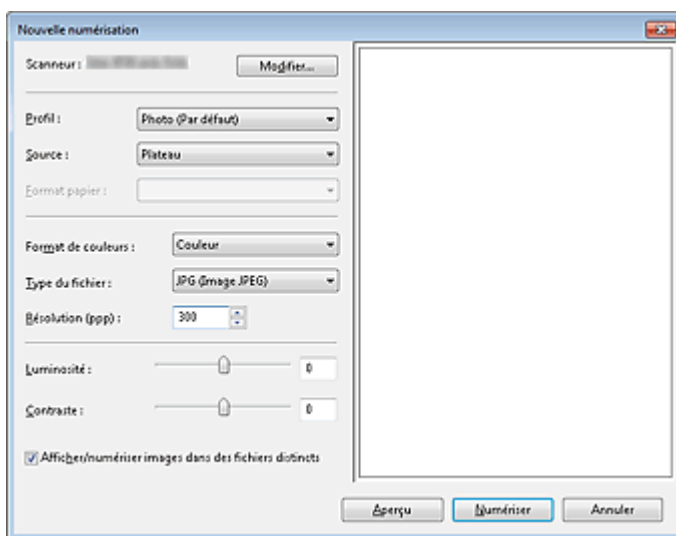 Nouvelle numérisation
Scanneur : Modifier...
Profil : Photo (Par défaut)
Source : Plateau
Format papier :
Format de couleurs : Couleur
Type du fichier : JPG (Image JPEG)
Résolution (ppp) : 300
Luminosité : 0
Contraste : 0
Afficher/numériser images dans des fichiers distincts
Aperçu Numériser Annuler